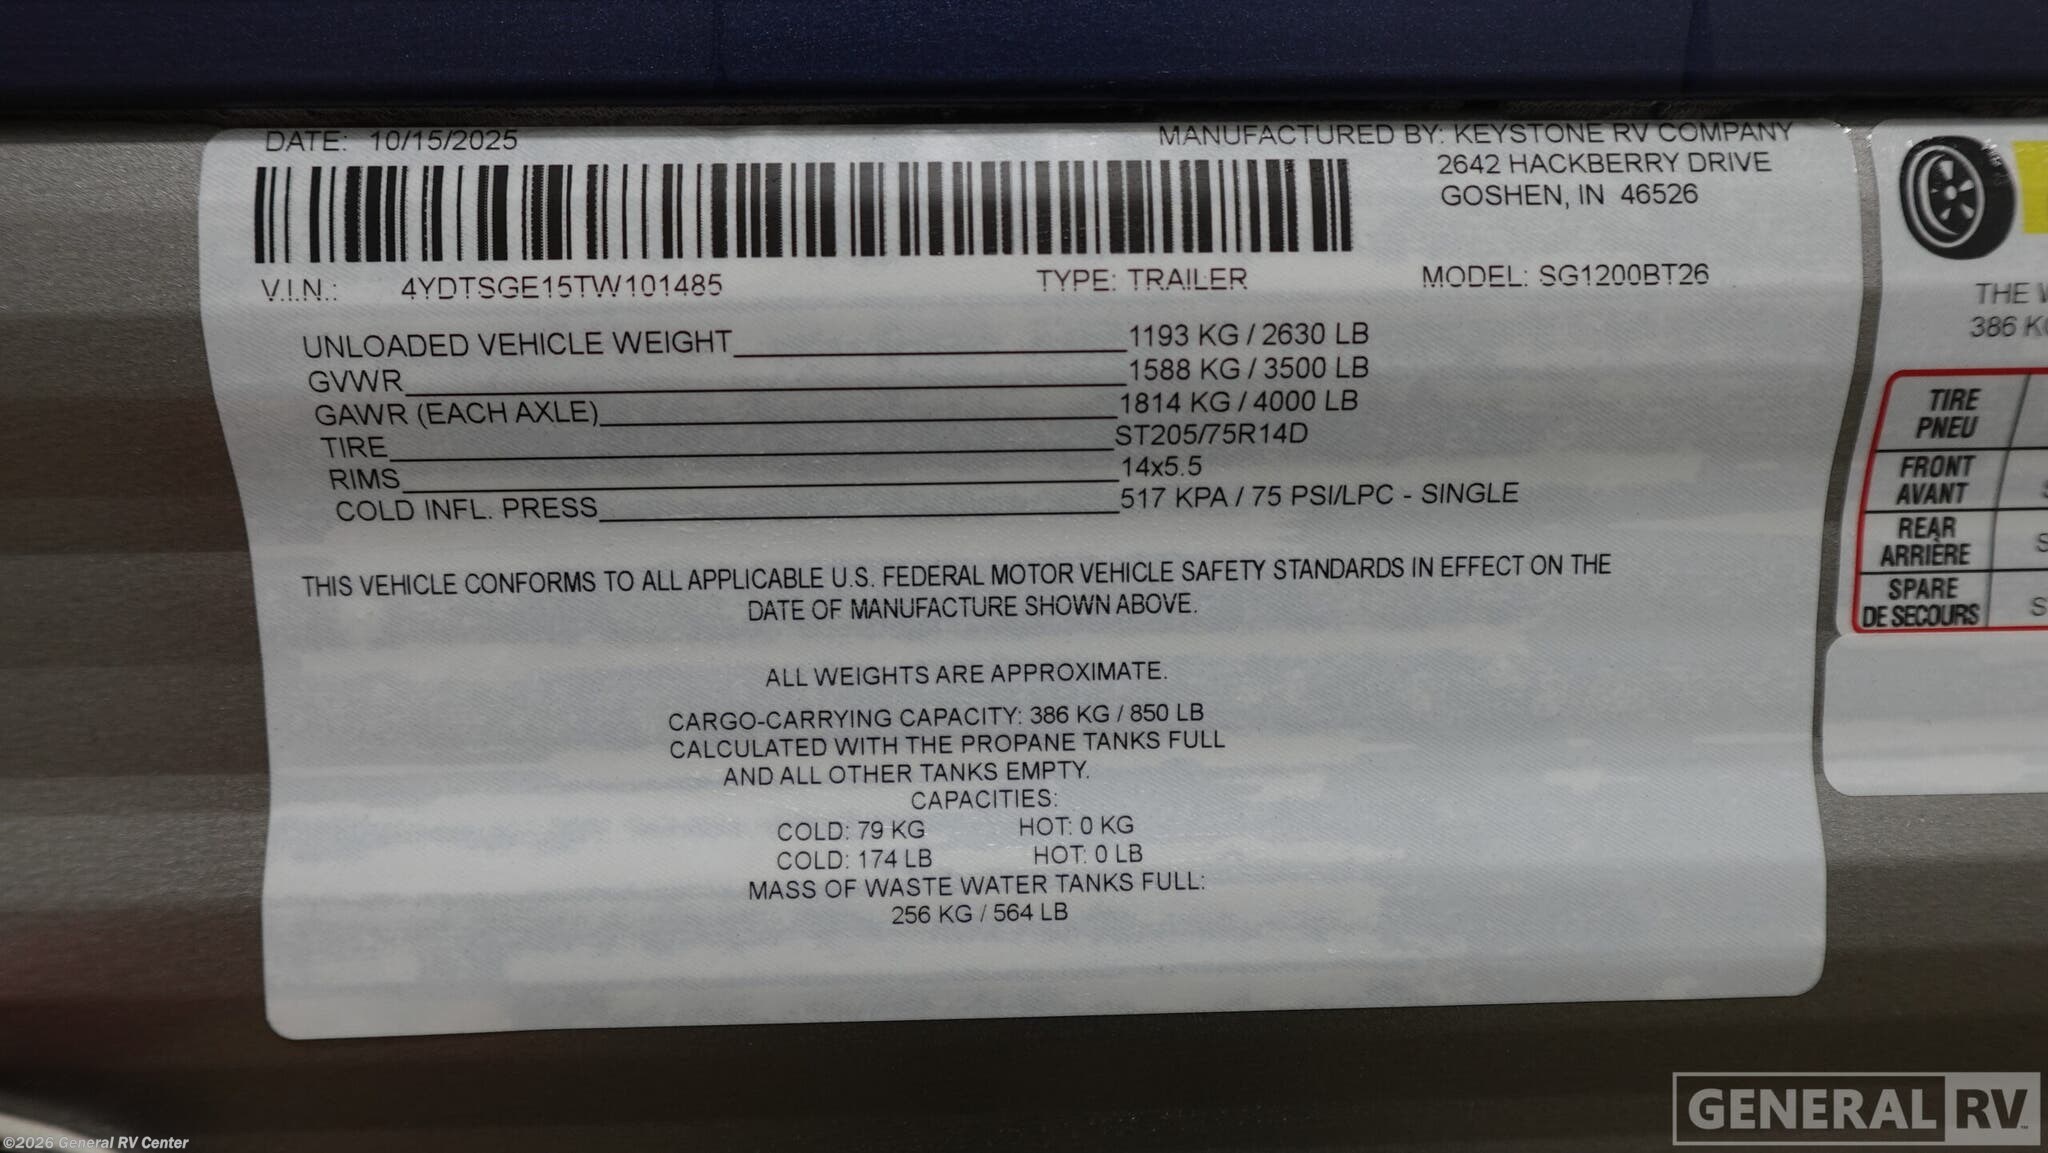 DATE: 10/15/2025
MANUFACTURED BY: KEYSTONE RV COMPANY
2642 HACKBERRY DRIVE
GOSHEN, IN 46526
V.I.N.: 4YDTSGE15TW101485 TYPE: TRAILER MODEL: SG1200BT26
UNLOADED VEHICLE WEIGHT 1193 KG / 2630 LB
GVWR 1588 KG / 3500 LB
GAWR (EACH AXLE) 1814 KG / 4000 LB
TIRE ST205/75R14D
RIMS 14x5.5
COLD INFL. PRESS 517 KPA / 75 PSI/LPC - SINGLE
THIS VEHICLE CONFORMS TO ALL APPLICABLE U.S. FEDERAL MOTOR VEHICLE SAFETY STANDARDS IN EFFECT ON THE
DATE OF MANUFACTURE SHOWN ABOVE.
ALL WEIGHTS ARE APPROXIMATE.
CARGO-CARRYING CAPACITY: 386 KG / 850 LB
CALCULATED WITH THE PROPANE TANKS FULL
AND ALL OTHER TANKS EMPTY.
CAPACITIES:
COLD: 79 KG HOT: 0 KG
COLD: 174 LB HOT: 0 LB
MASS OF WASTE WATER TANKS FULL:
256 KG / 564 LB
THE
386
TIRE
PNEU
FRONT
AVANT
REAR
ARRIÈRE
SPARE
DE SECOURS
GENERAL RV
©2026 General RV Center